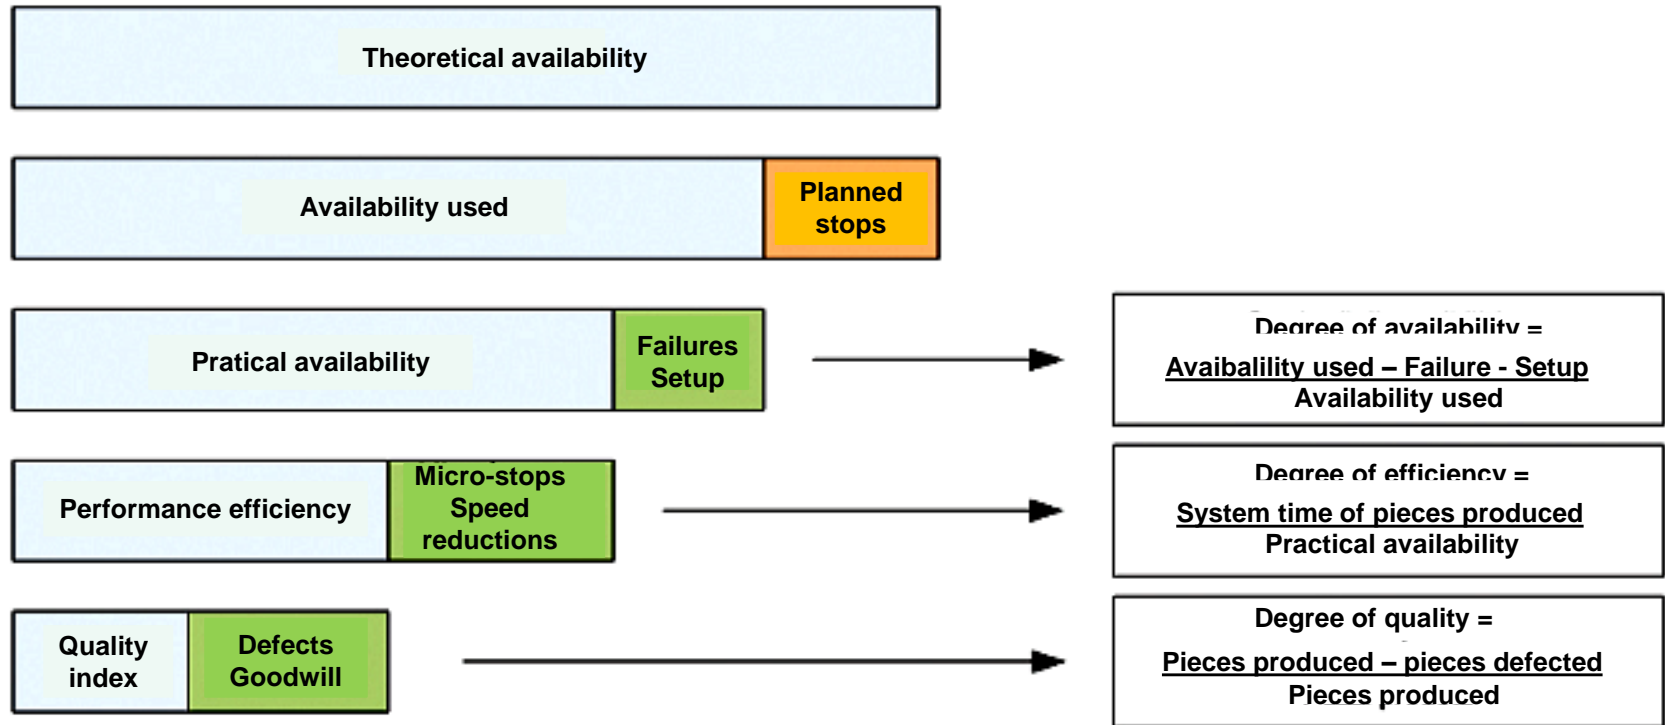 Theoretical availability
Availability used
Planned
stops
Pratical availability
Failures
Setup
Degree of availability =
Avaibalility used – Failure - Setup
Availability used
Performance efficiency
Micro-stops
Speed
reductions
Degree of efficiency =
System time of pieces produced
Practical availability
Quality
index
Defects
Goodwill
Degree of quality =
Pieces produced – pieces defected
Pieces produced